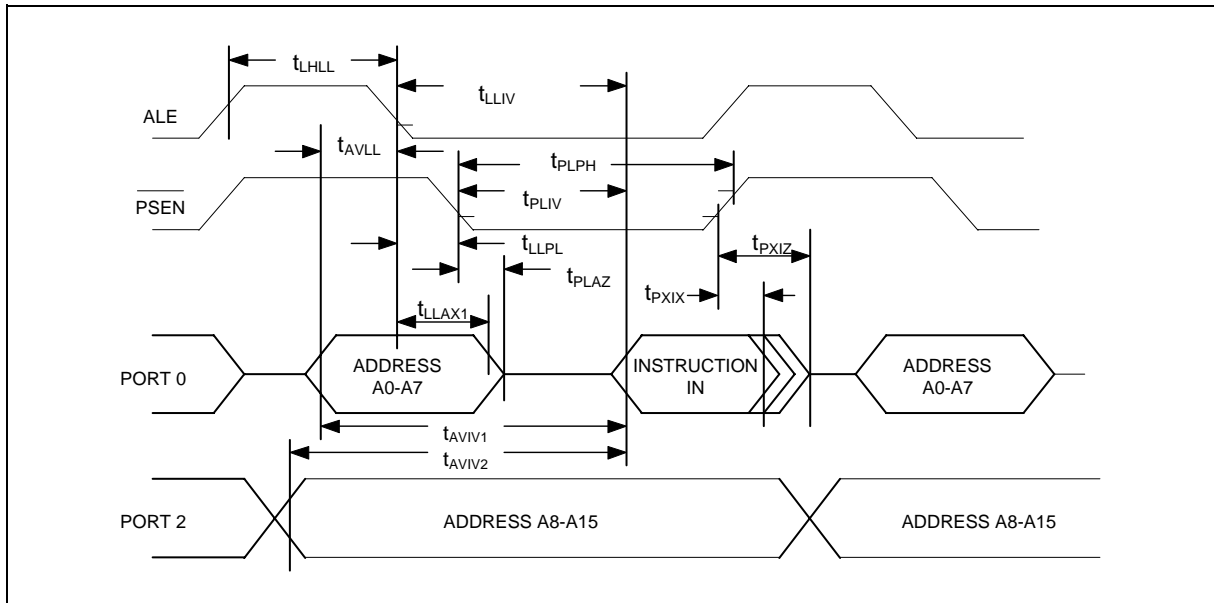 tLHLL
tLLIV
ALE
tAVLL
tPLPH
PSEN
tPLIV
tLLPL
tPXIZ
tPLAZ
tPXIX
tLLAX1
PORT 0
ADDRESS
A0-A7
INSTRUCTION
IN
ADDRESS
A0-A7
tAVIV1
tAVIV2
PORT 2
ADDRESS A8-A15
ADDRESS A8-A15